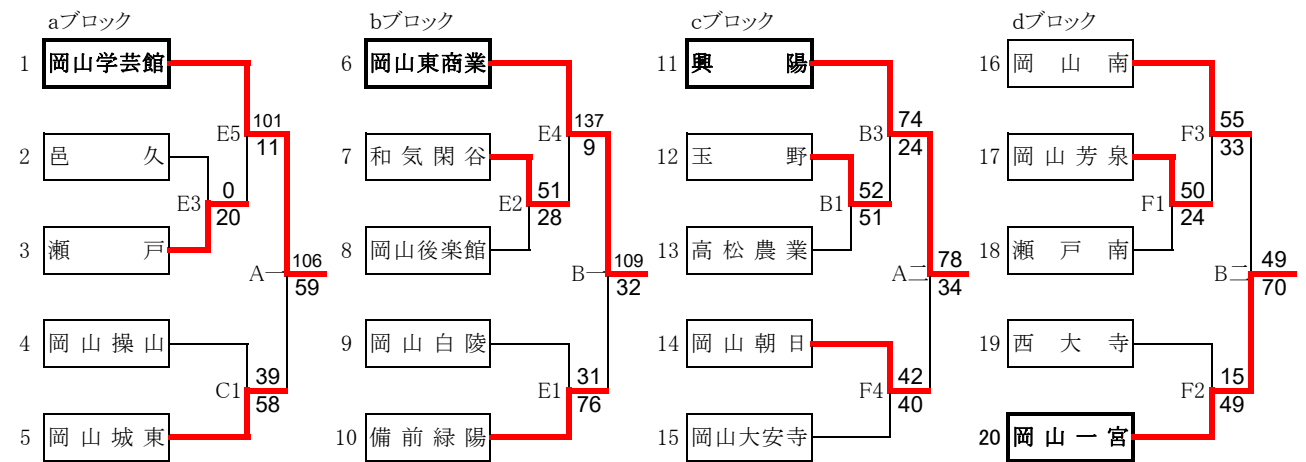 aブロック
1 岡山学芸館
2 邑久
3 瀬戸
4 岡山操山
5 岡山城東
E5 101 11
E3 0 20
A一 106 59
C1 39 58
bブロック
6 岡山東商業
7 和気閑谷
8 岡山後楽館
9 岡山白陵
10 備前緑陽
E4 137 9
E2 51 28
B一 109 32
E1 31 76
cブロック
11 興陽
12 玉野
13 高松農業
14 岡山朝日
15 岡山大安寺
B3 74 24
B1 52 51
A二 78 34
F4 42 40
dブロック
16 岡山南
17 岡山芳泉
18 瀬戸南
19 西大寺
20 岡山一宮
F3 55 33
F1 50 24
B二 49 70
F2 15 49